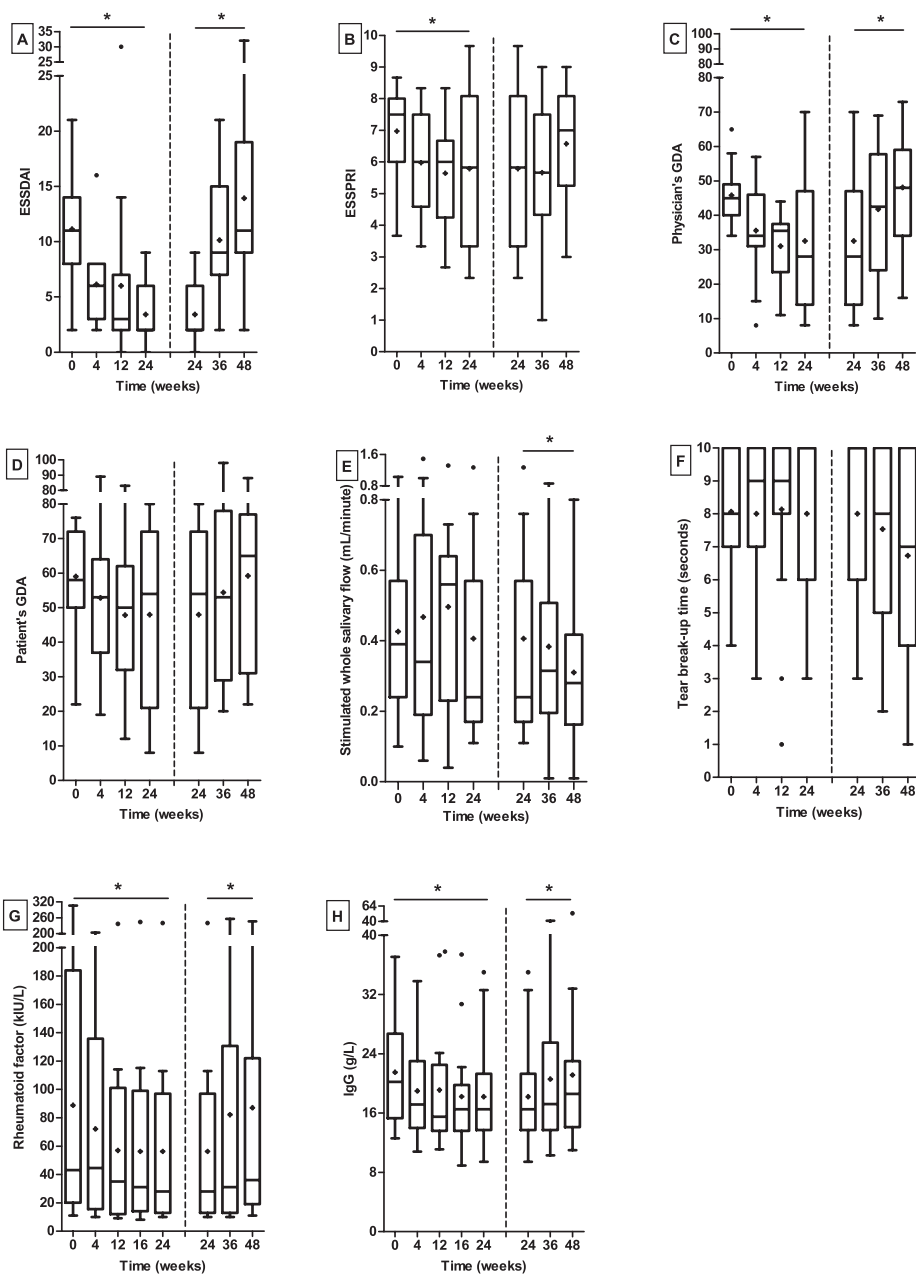 A
*
*
35
30
25
25
20
15
10
5
0
ESSDAI
0 4 12 24 24 36 48
Time (weeks)
B
*
10
9
8
7
6
5
4
3
2
1
0
ESSPRI
0 4 12 24 24 36 48
Time (weeks)
C
*
*
100
90
80
80
70
60
50
40
30
20
10
0
Physician's GDA
0 4 12 24 24 36 48
Time (weeks)
D
100
90
80
80
70
60
50
40
30
20
10
0
Patient's GDA
0 4 12 24 24 36 48
Time (weeks)
E
*
1.6
1.2
0.8
0.8
0.6
0.4
0.2
0.0
Stimulated whole salivary flow (mL/minute)
0 4 12 24 24 36 48
Time (weeks)
F
10
9
8
7
6
5
4
3
2
1
0
Tear break-up time (seconds)
0 4 12 24 24 36 48
Time (weeks)
G
*
*
320
260
200
200
180
160
140
120
100
80
60
40
20
0
Rheumatoid factor (kIU/L)
0 4 12 16 24 24 36 48
Time (weeks)
H
*
*
64
40
40
32
24
16
8
0
IgG (g/L)
0 4 12 16 24 24 36 48
Time (weeks)